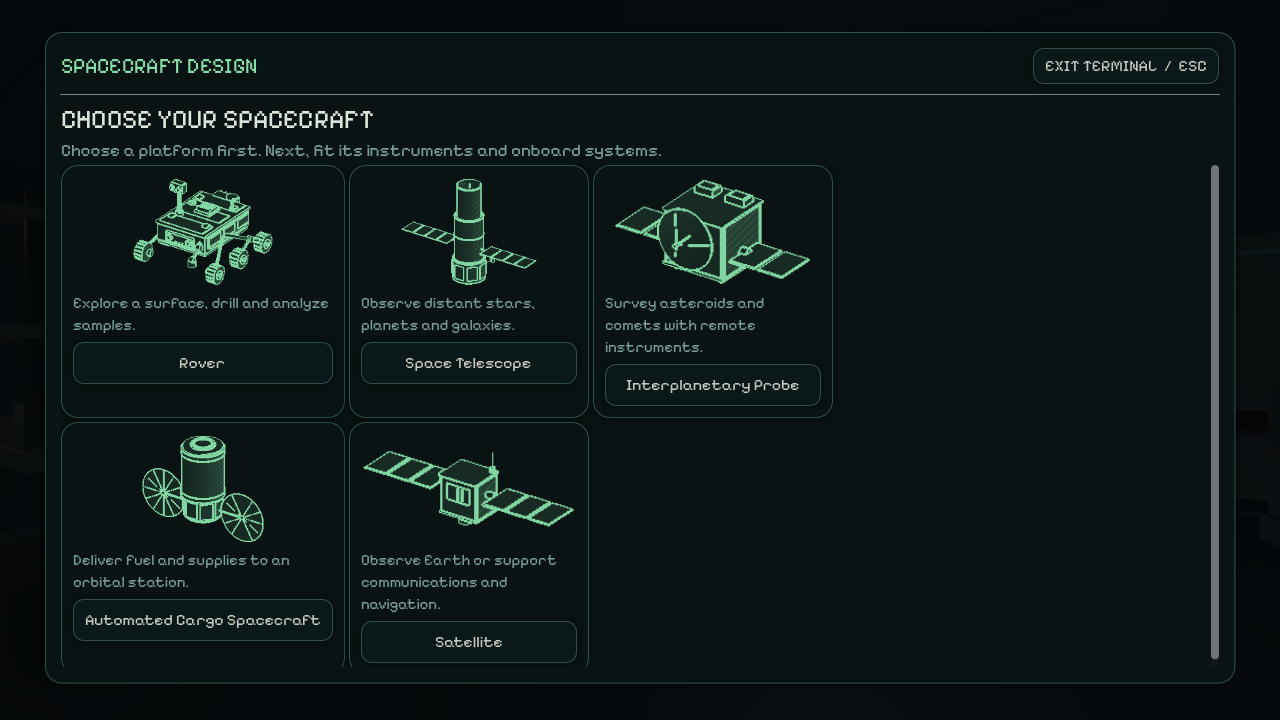 SPACECRAFT DESIGN
EXIT TERMINAL / ESC
CHOOSE YOUR SPACECRAFT
Choose a platform first. Next, fit its instruments and onboard systems.
Explore a surface, drill and analyze
samples.
Rover
Observe distant stars,
planets and galaxies.
Space Telescope
Survey asteroids and
comets with remote
instruments.
Interplanetary Probe
Deliver fuel and supplies to an
orbital station.
Automated Cargo Spacecraft
Observe Earth or support
communications and
navigation.
Satellite